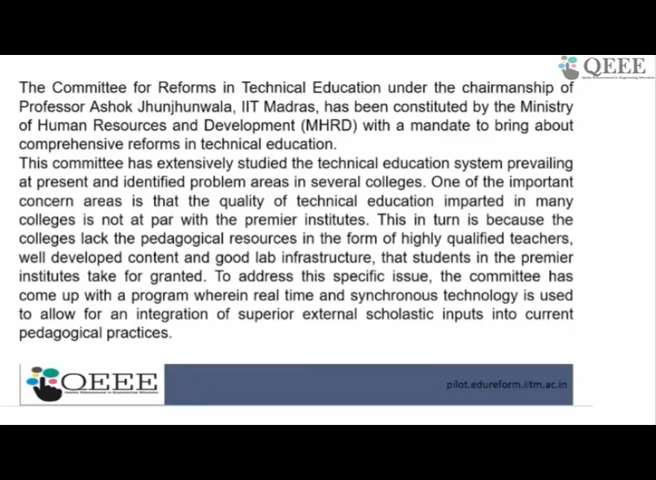 QEEE
The Committee for Reforms in Technical Education under the chairmanship of
Professor Ashok Jhunjhunwala, IIT Madras, has been constituted by the Ministry
of Human Resources and Development (MHRD) with a mandate to bring about
comprehensive reforms in technical education.
This committee has extensively studied the technical education system prevailing
at present and identified problem areas in several colleges. One of the important
concern areas is that the quality of technical education imparted in many
colleges is not at par with the premier institutes. This in turn is because the
colleges lack the pedagogical resources in the form of highly qualified teachers,
well developed content and good lab infrastructure, that students in the premier
institutes take for granted. To address this specific issue, the committee has
come up with a program wherein real time and synchronous technology is used
to allow for an integration of superior external scholastic inputs into current
pedagogical practices.
QEEE
Quality Enhancement in Engineering Education
pilot.edureform.iitm.ac.in